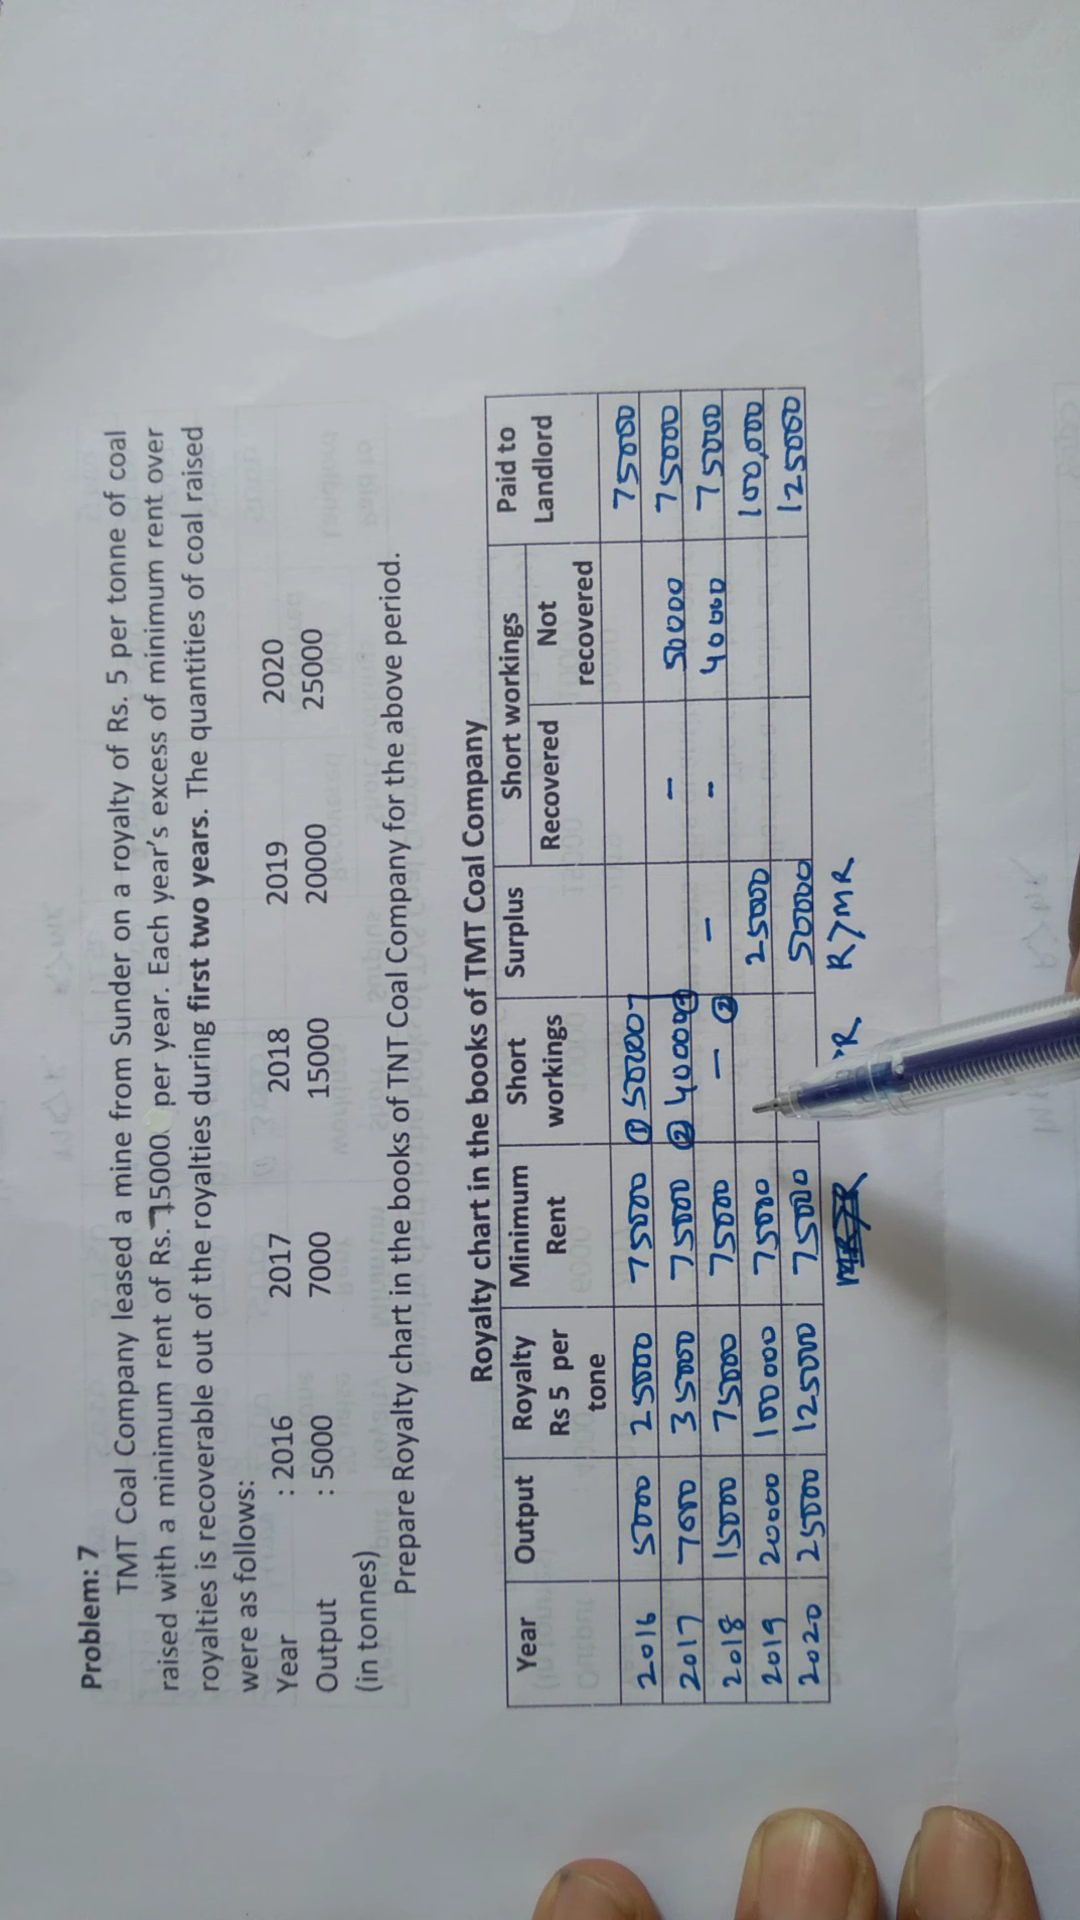 Problem: 7
TMT Coal Company leased a mine from Sunder on a royalty of Rs. 5 per tonne of coal
raised with a minimum rent of Rs. 75000 per year. Each year's excess of minimum rent over
royalties is recoverable out of the royalties during first two years. The quantities of coal raised
were as follows:
Year : 2016 2017 2018 2019 2020
Output : 5000 7000 15000 20000 25000
(in tonnes)
Prepare Royalty chart in the books of TNT Coal Company for the above period.
Royalty chart in the books of TMT Coal Company
Year Output Royalty Rs 5 per tone Minimum Rent Short workings Surplus Short workings Recovered Not recovered Paid to Landlord
2016 5000 25000 75000 ① 50000 75000
2017 7000 35000 75000 ② 40000 ① - 50000 75000
2018 15000 75000 75000 - ② - - 40000 75000
2019 20000 100000 75000 25000 100,000
2020 25000 125000 75000 50000 125000
R R>MR